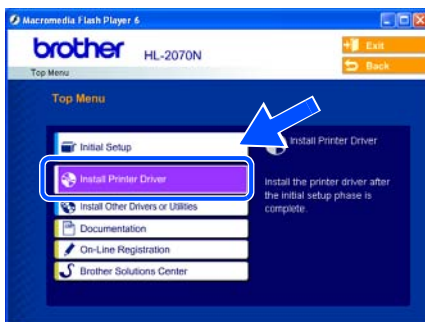 Macromedia Flash Player 6
brother HL-2070N
Exit
Back
Top Menu
Top Menu
Initial Setup
Install Printer Driver
Install Other Drivers or Utilities
Documentation
On-Line Registration
Brother Solutions Center
Install Printer Driver
Install the printer driver after
the initial setup phase is
complete.